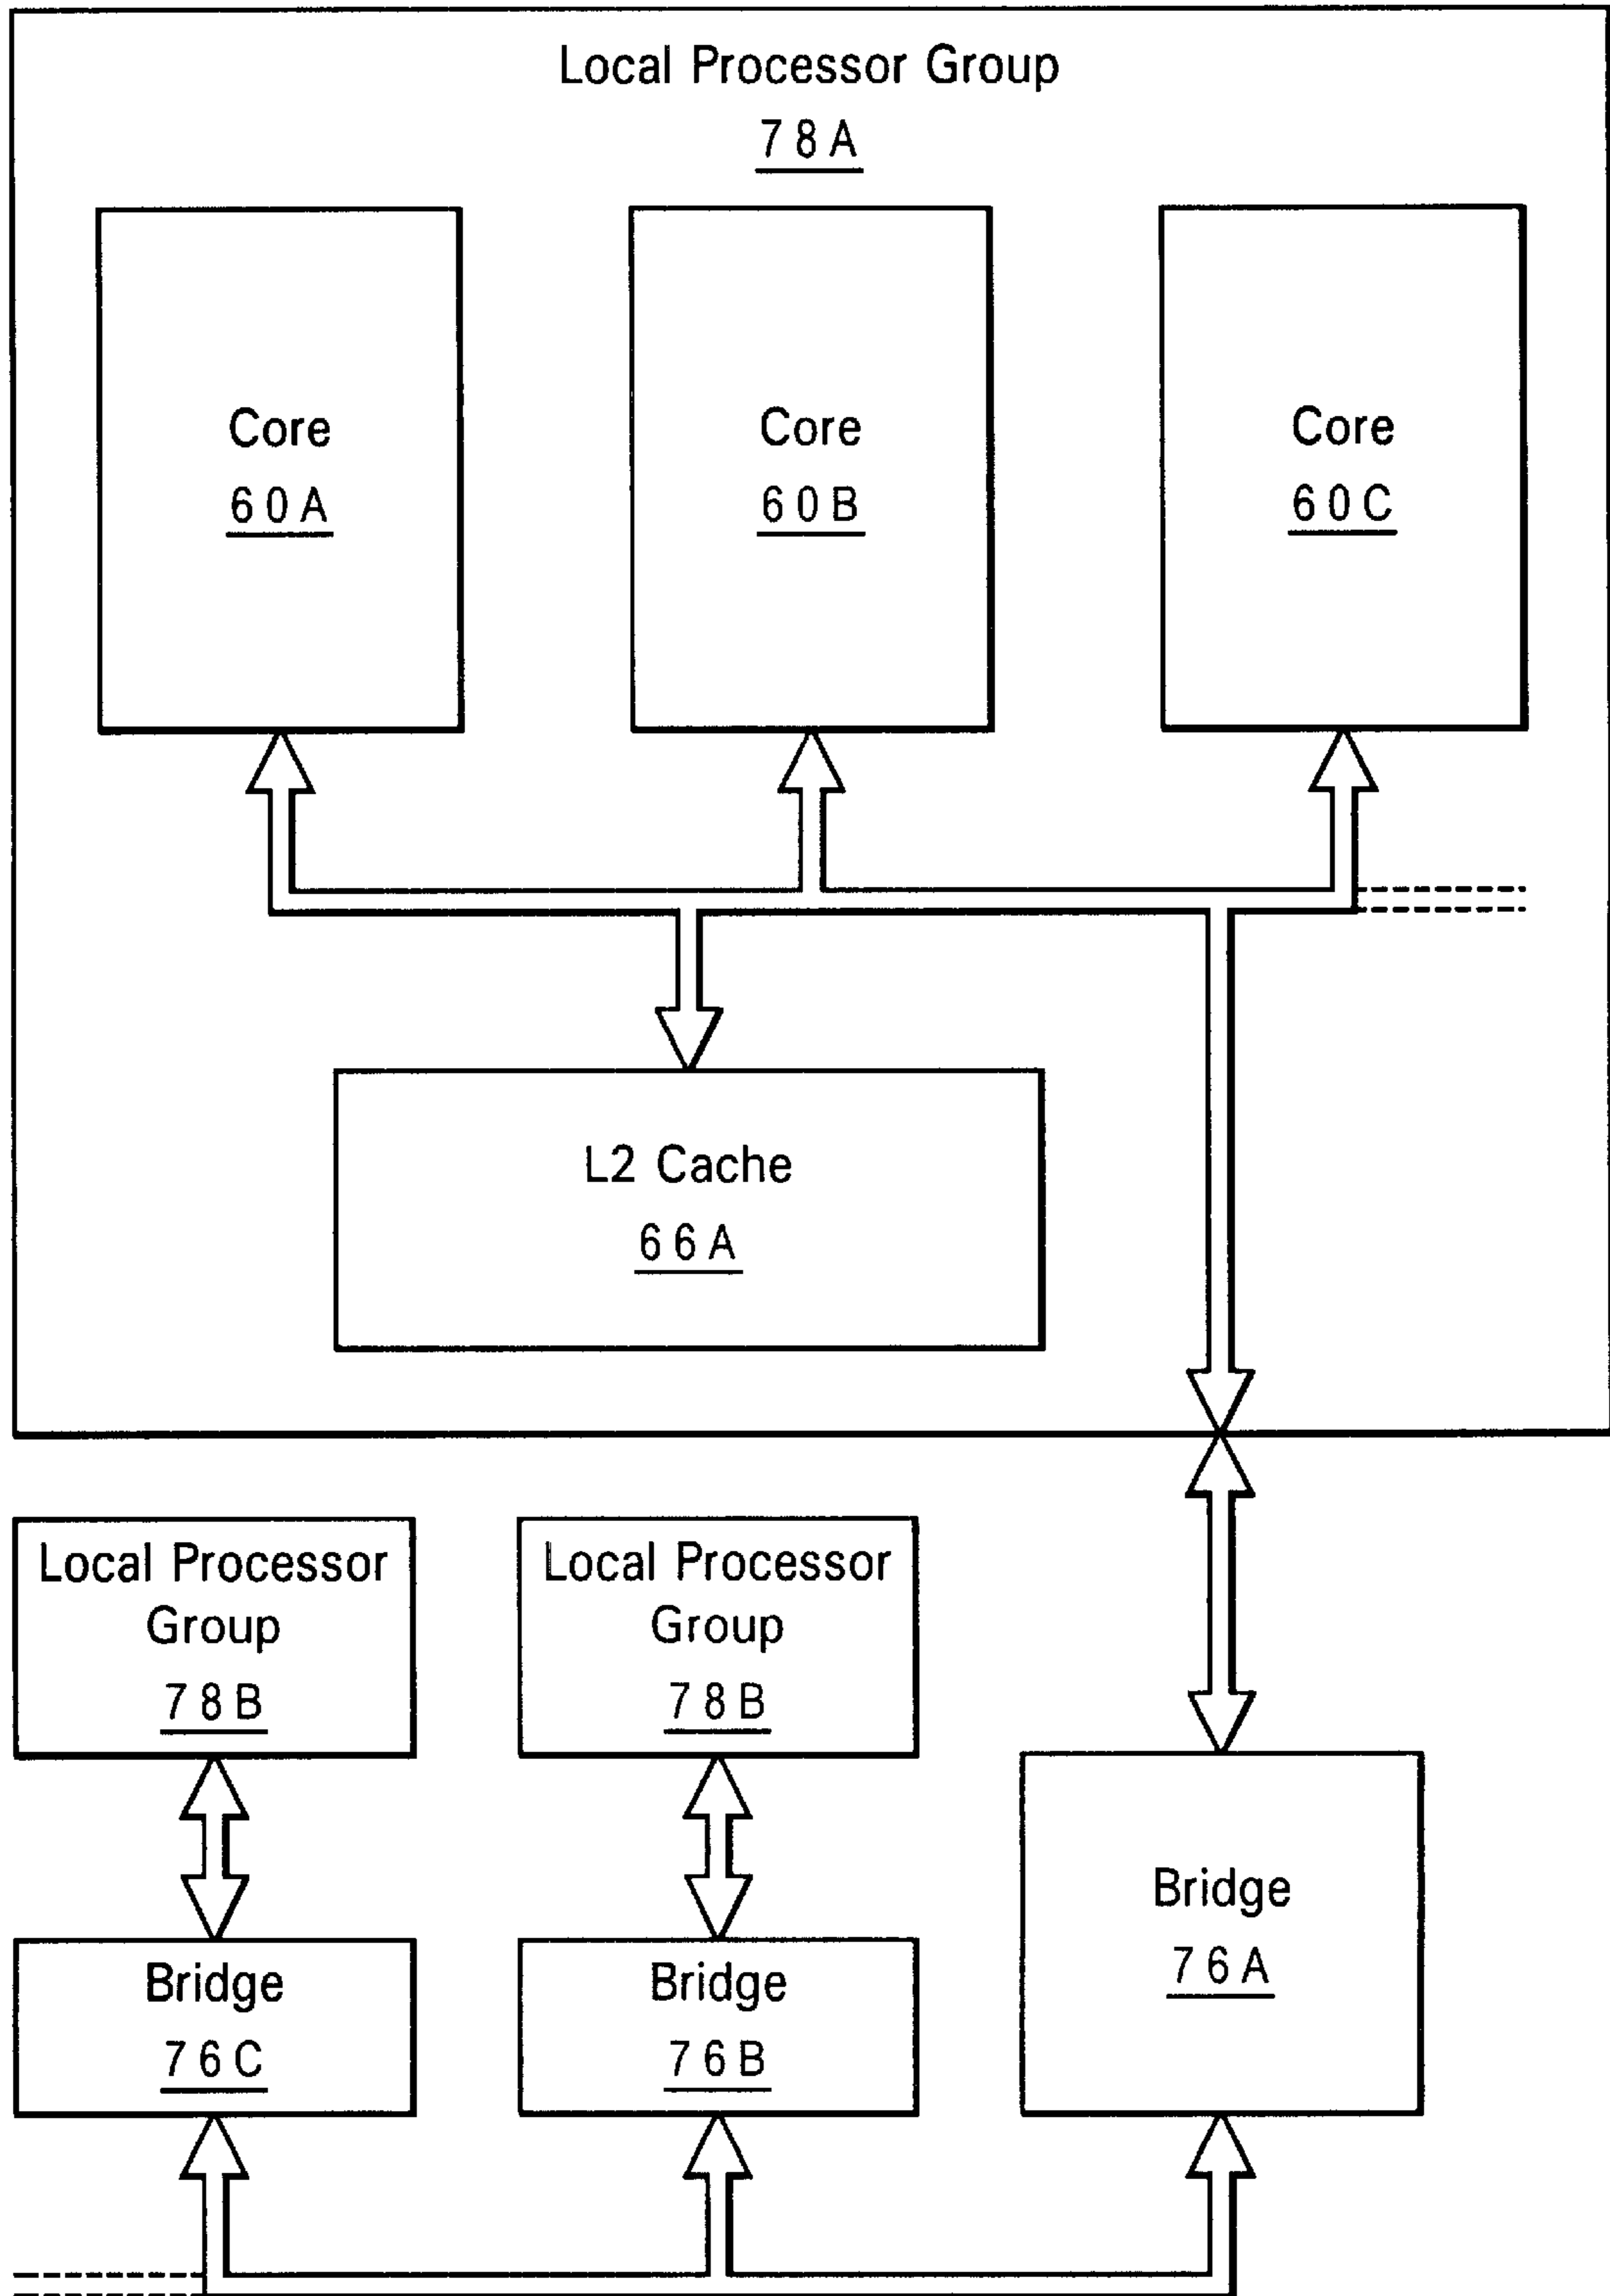 Local Processor Group
78A
Core
60A
Core
60B
Core
60C
L2 Cache
66A
Local Processor
Group
78B
Local Processor
Group
78B
Bridge
76A
Bridge
76C
Bridge
76B